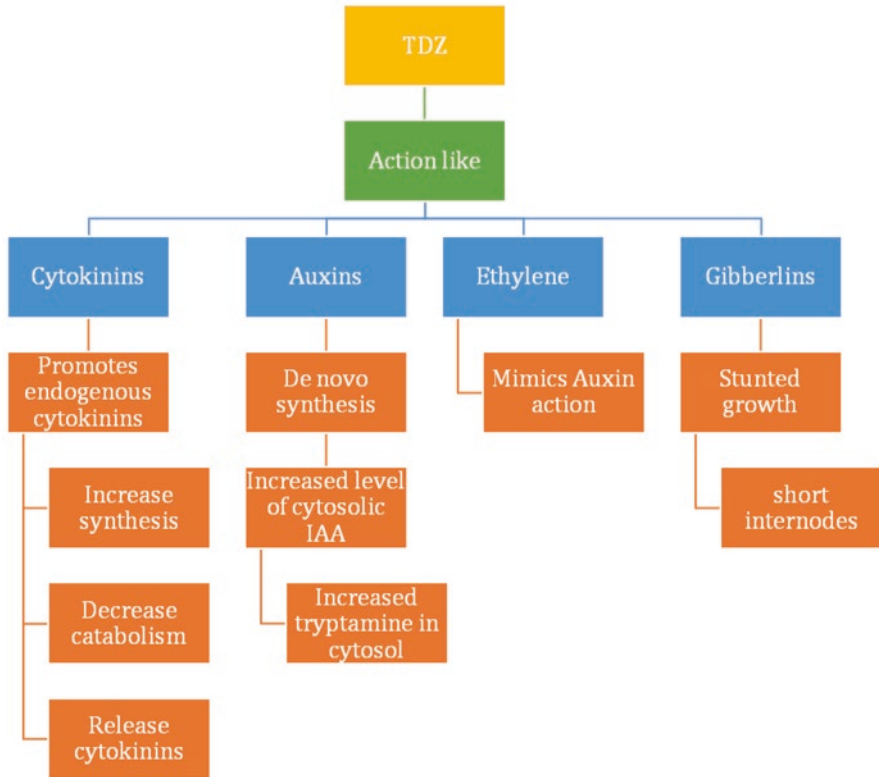 TDZ
Action like
Cytokinins
Auxins
Ethylene
Gibberlins
Promotes
endogenous
cytokinins
De novo
synthesis
Mimics Auxin
action
Stunted
growth
Increase
synthesis
Increased level
of cytosolic
IAA
short
internodes
Decrease
catabolism
Increased
tryptamine in
cytosol
Release
cytokinins